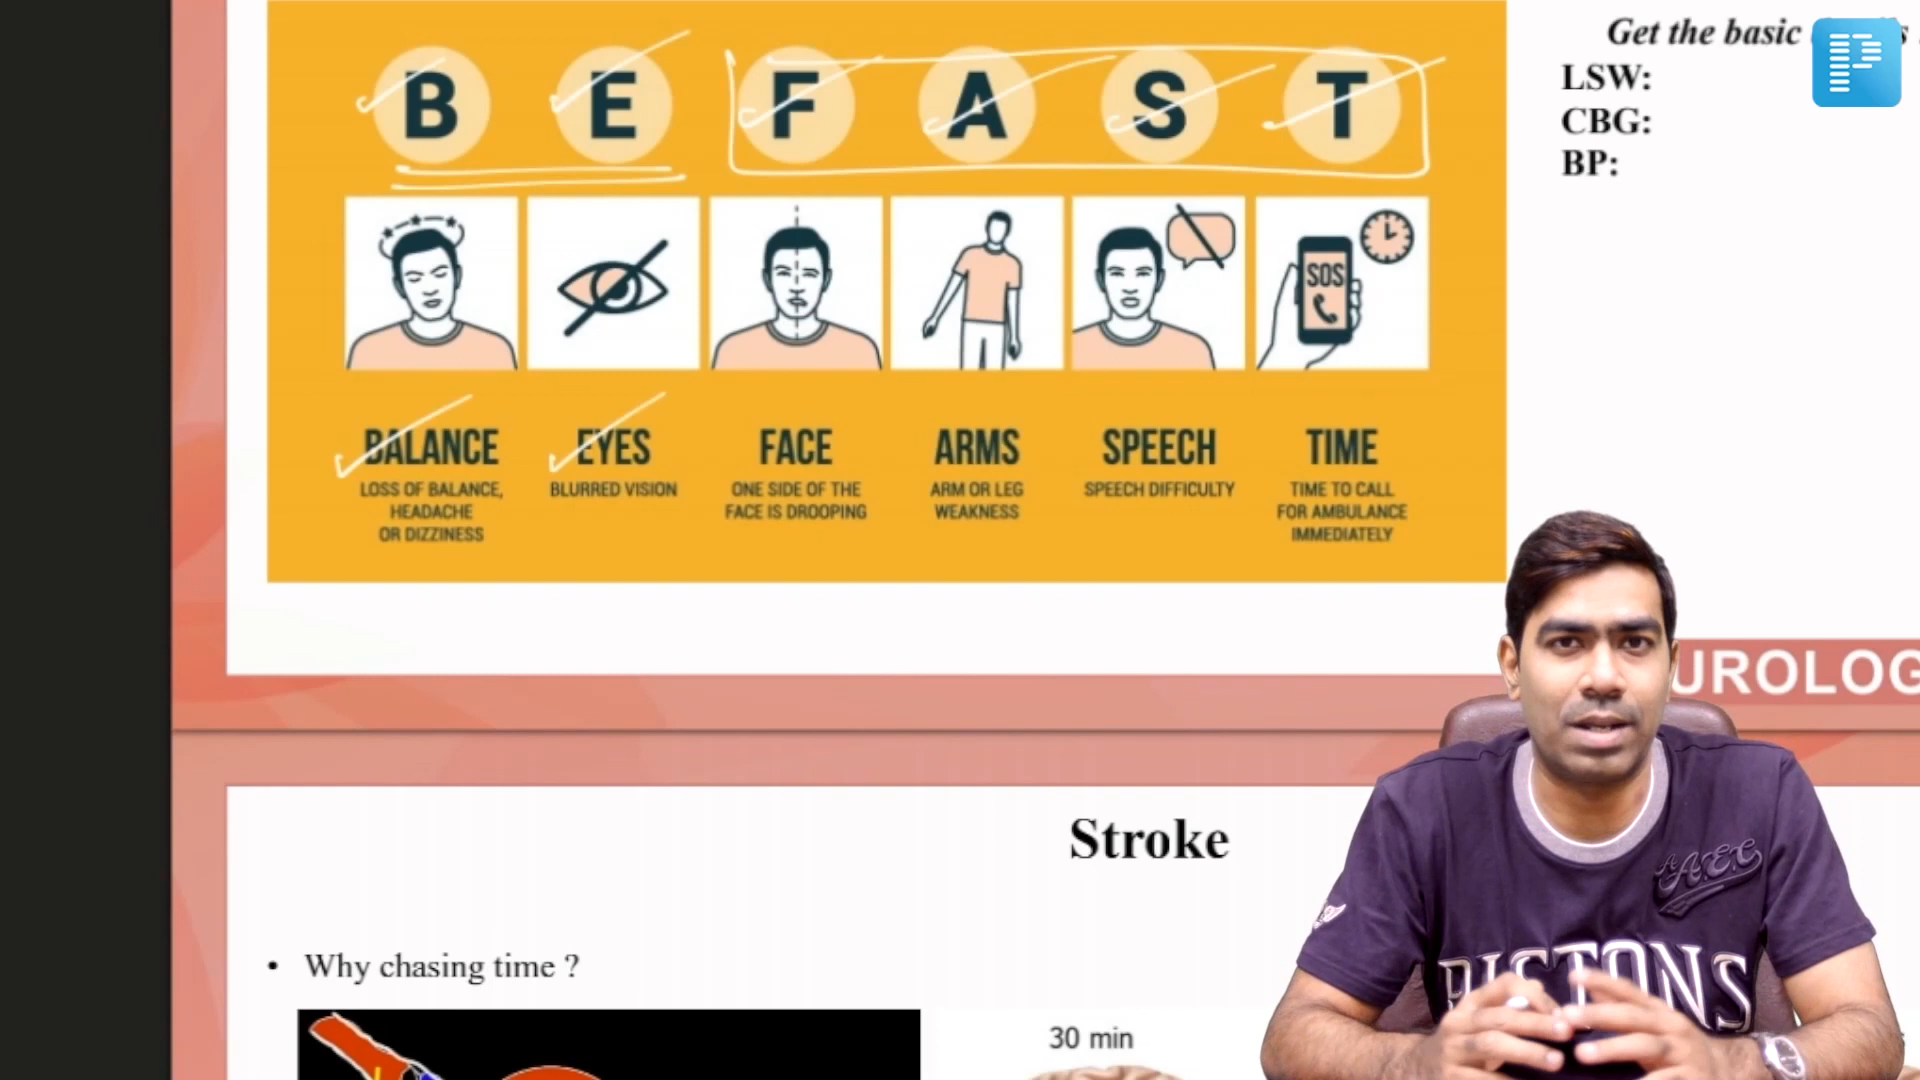 B E F A S T
SOS
BALANCE EYES FACE ARMS SPEECH TIME
LOSS OF BALANCE, HEADACHE OR DIZZINESS
BLURRED VISION
ONE SIDE OF THE FACE IS DROOPING
ARM OR LEG WEAKNESS
SPEECH DIFFICULTY
TIME TO CALL FOR AMBULANCE IMMEDIATELY
Get the basic
LSW:
CBG:
BP:
UROLOG
Stroke
• Why chasing time ?
30 min
A.A.E.C
PISTONS